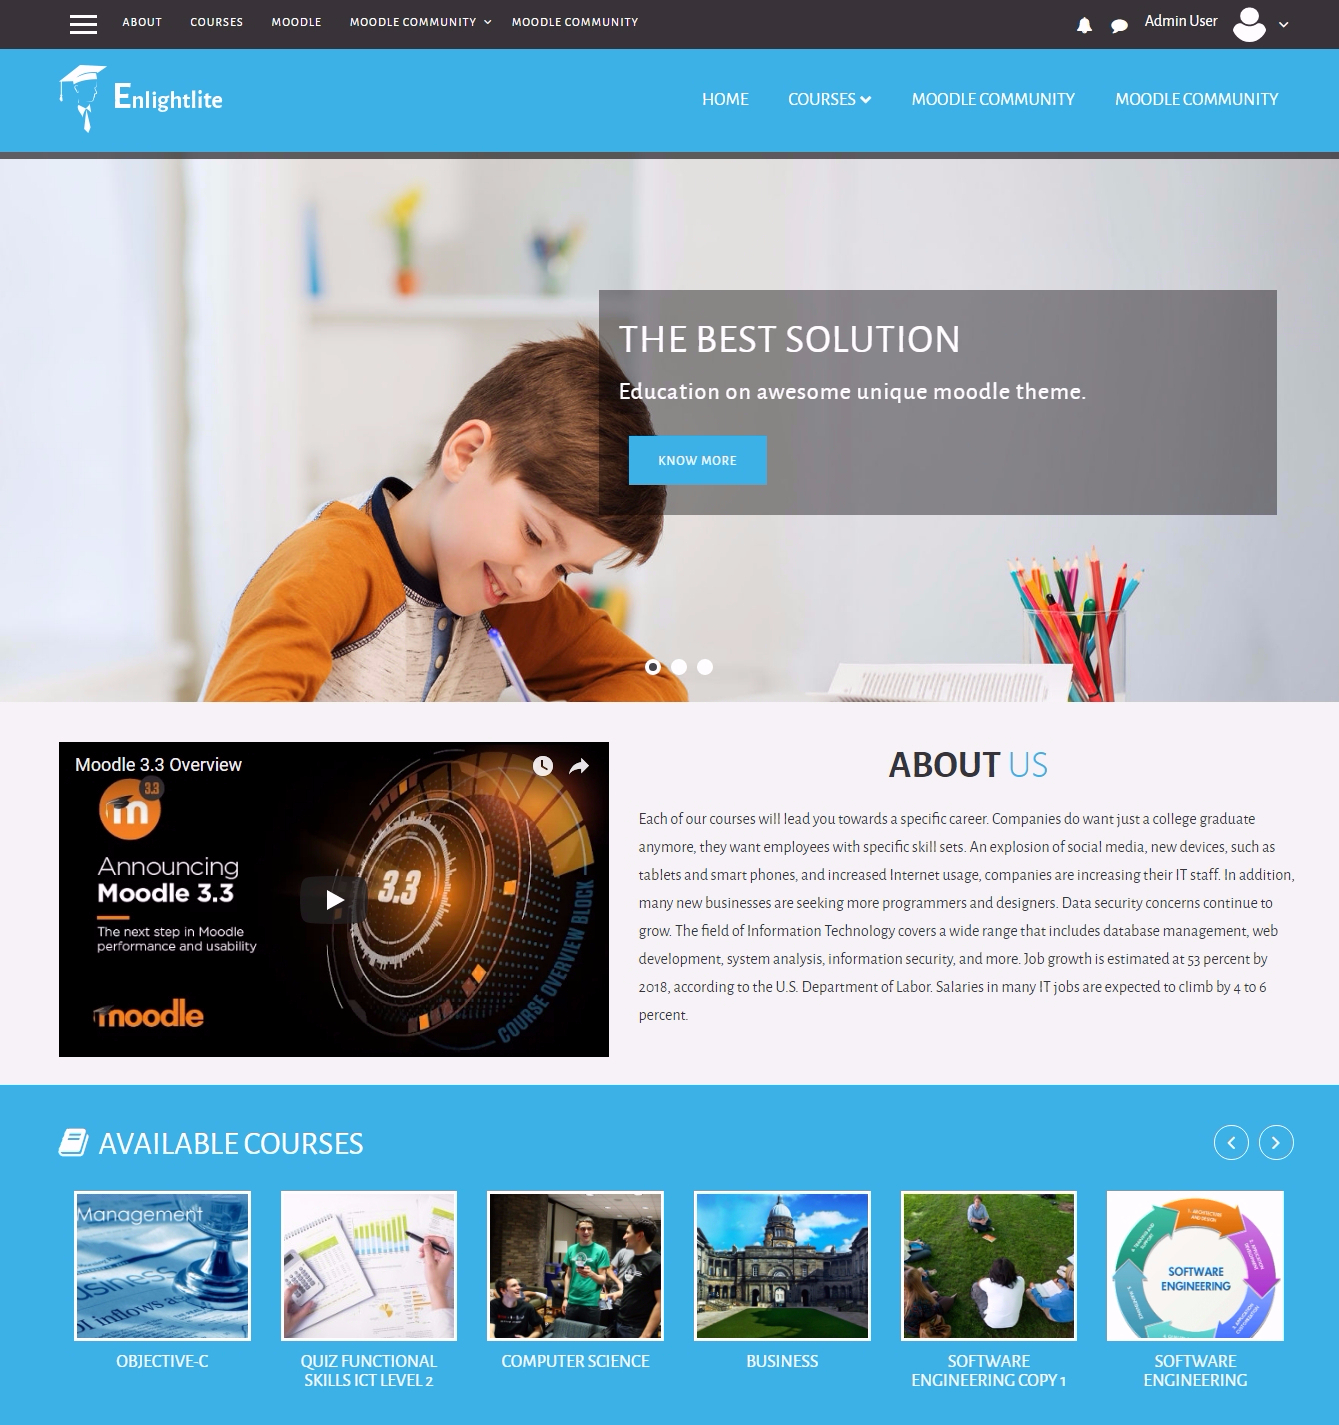 ABOUT COURSES MOODLE MOODLE COMMUNITY MOODLE COMMUNITY Admin User
Enlightlite
HOME COURSES MOODLE COMMUNITY MOODLE COMMUNITY
THE BEST SOLUTION
Education on awesome unique moodle theme.
KNOW MORE
Moodle 3.3 Overview
3.3
m
Announcing
Moodle 3.3
The next step in Moodle
performance and usability
moodle
3.3
COURSE OVERVIEW BLOCK
ABOUT US
Each of our courses will lead you towards a specific career. Companies do want just a college graduate
anymore, they want employees with specific skill sets. An explosion of social media, new devices, such as
tablets and smart phones, and increased Internet usage, companies are increasing their IT staff. In addition,
many new businesses are seeking more programmers and designers. Data security concerns continue to
grow. The field of Information Technology covers a wide range that includes database management, web
development, system analysis, information security, and more. Job growth is estimated at 53 percent by
2018, according to the U.S. Department of Labor. Salaries in many IT jobs are expected to climb by 4 to 6
percent.
AVAILABLE COURSES
Management
SOFTWARE
ENGINEERING
OBJECTIVE-C
QUIZ FUNCTIONAL
SKILLS ICT LEVEL 2
COMPUTER SCIENCE
BUSINESS
SOFTWARE
ENGINEERING COPY 1
SOFTWARE
ENGINEERING